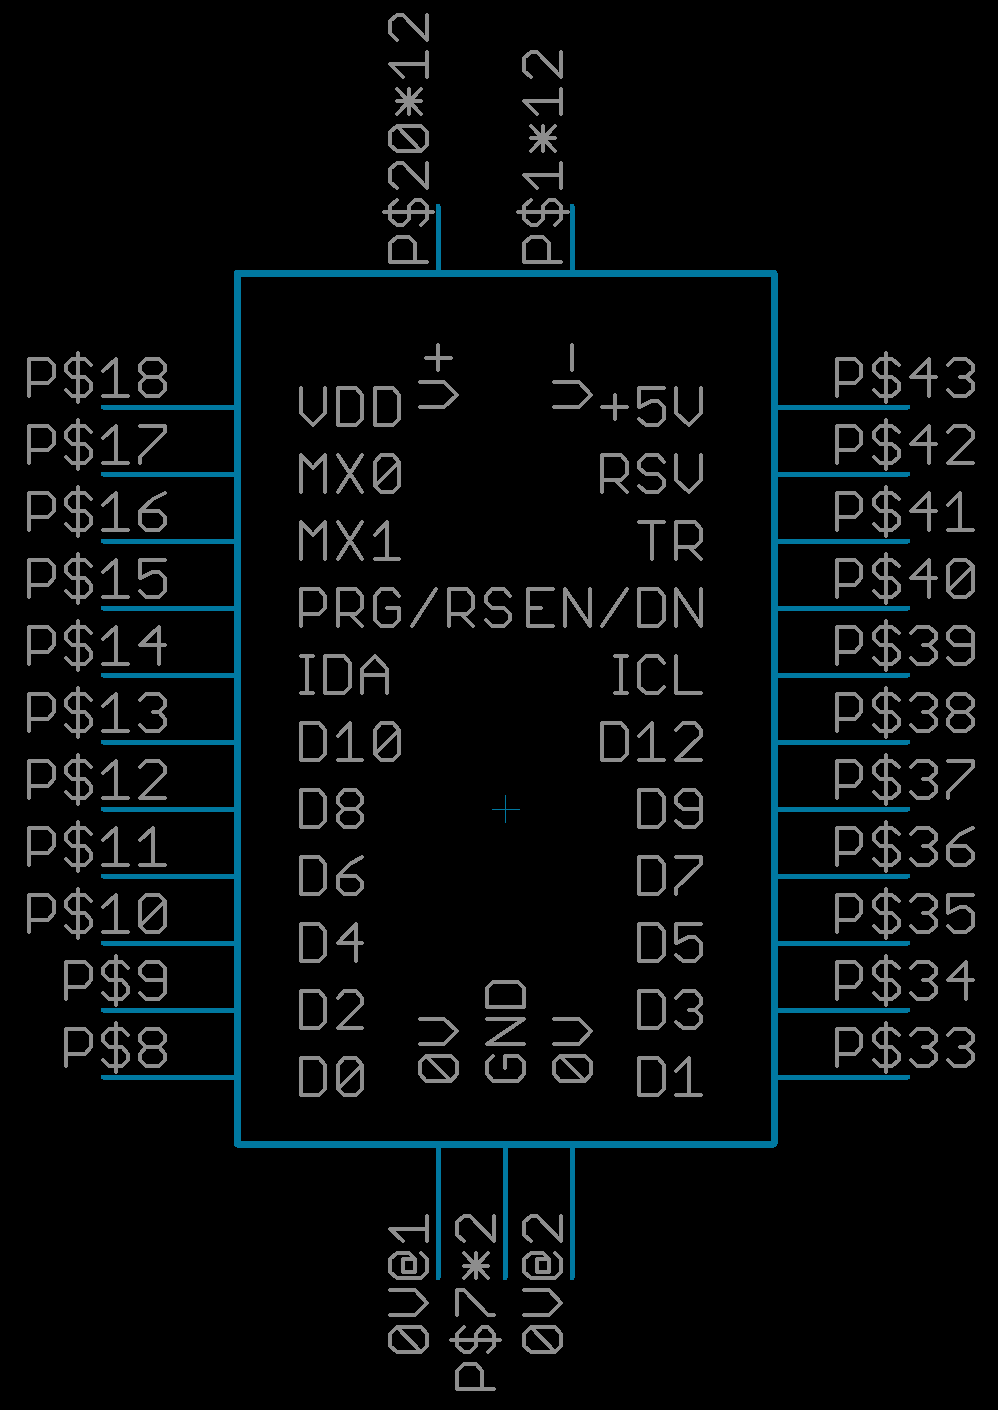 P$20*12
P$1*12
V+
V-
P$18 VDD +5V P$43
P$17 MX0 RSV P$42
P$16 MX1 TR P$41
P$15 PRG/RSEN/DN P$40
P$14 IDA ICL P$39
P$13 D10 D12 P$38
P$12 D8 D9 P$37
P$11 D6 D7 P$36
P$10 D4 D5 P$35
P$9 D2 D3 P$34
P$8 D0 D1 P$33
0V
GND
0V
0V@1
P$7*2
0V@2